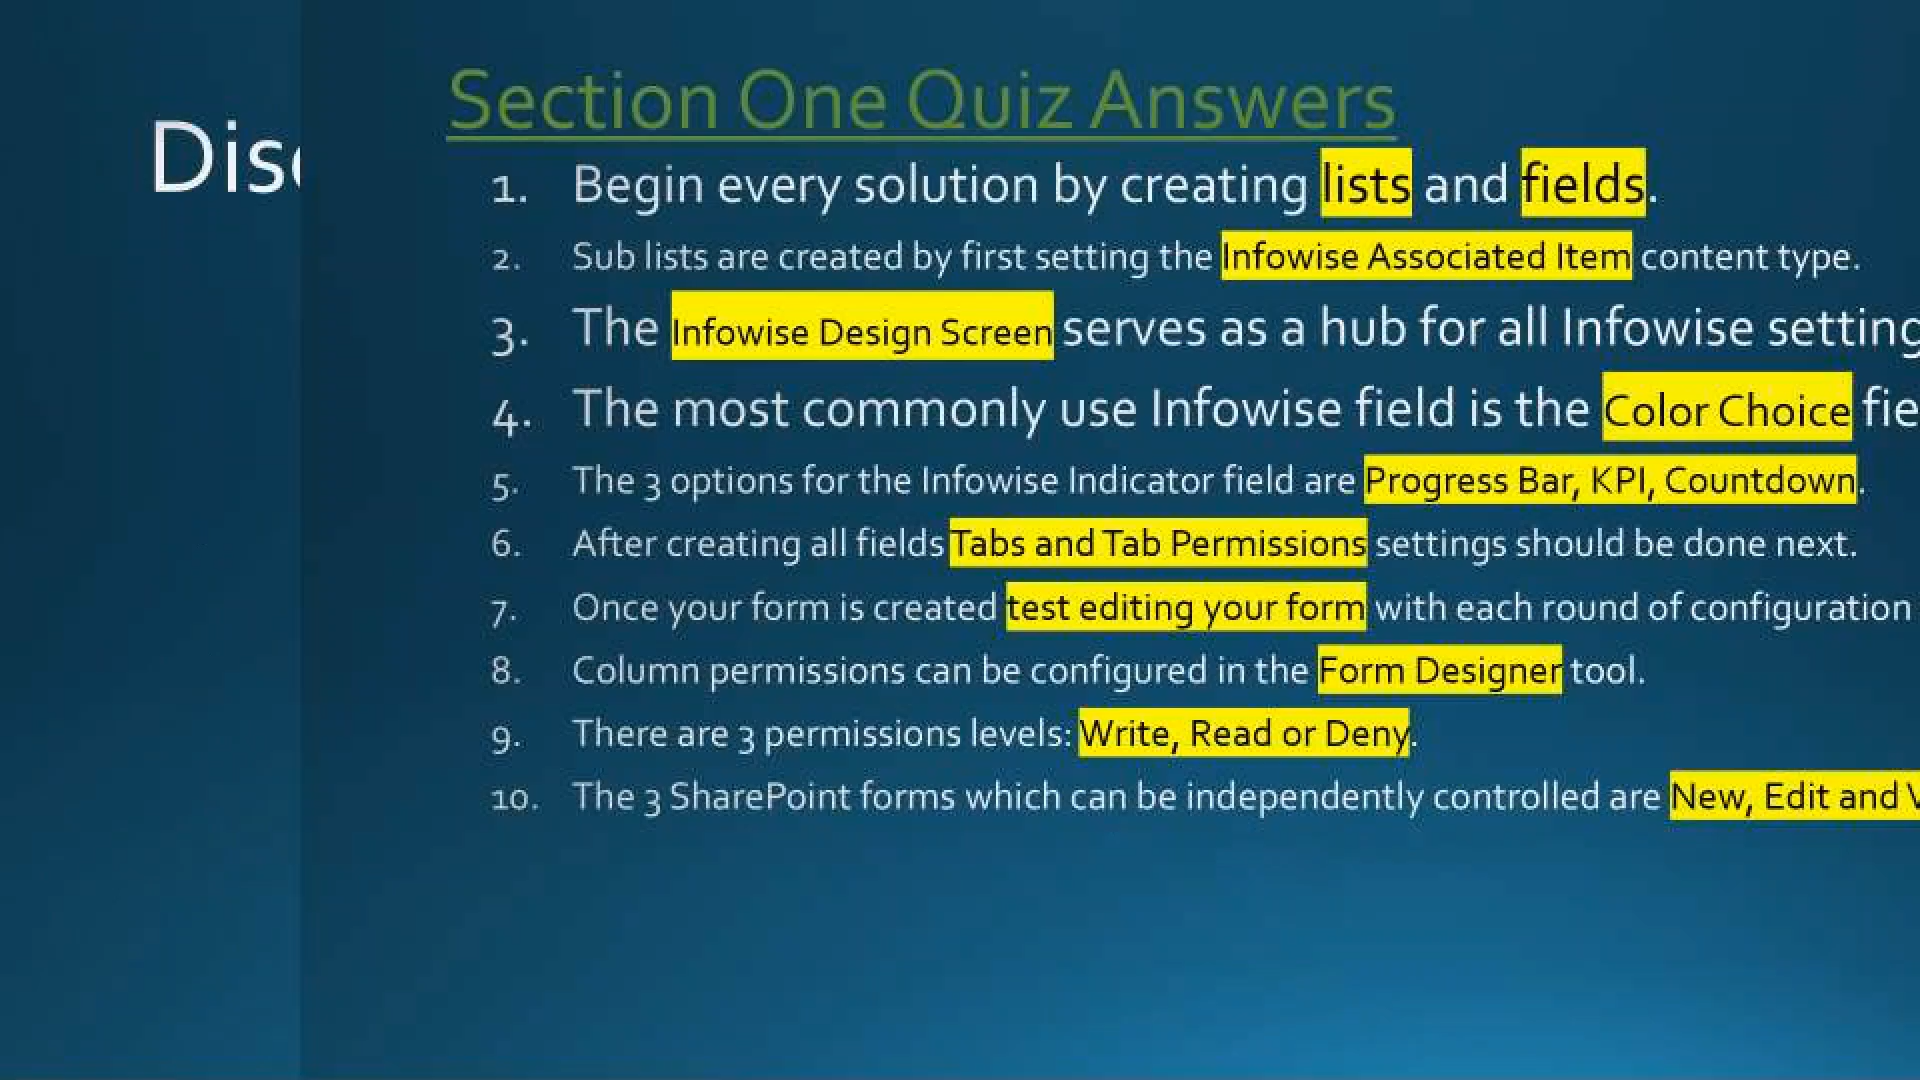 Section One Quiz Answers
Disc
1. Begin every solution by creating lists and fields.
2. Sub lists are created by first setting the Infowise Associated Item content type.
3. The Infowise Design Screen serves as a hub for all Infowise setting
4. The most commonly use Infowise field is the Color Choice fie
5. The 3 options for the Infowise Indicator field are Progress Bar, KPI, Countdown.
6. After creating all fields Tabs and Tab Permissions settings should be done next.
7. Once your form is created test editing your form with each round of configuration
8. Column permissions can be configured in the Form Designer tool.
9. There are 3 permissions levels: Write, Read or Deny.
10. The 3 SharePoint forms which can be independently controlled are New, Edit and V